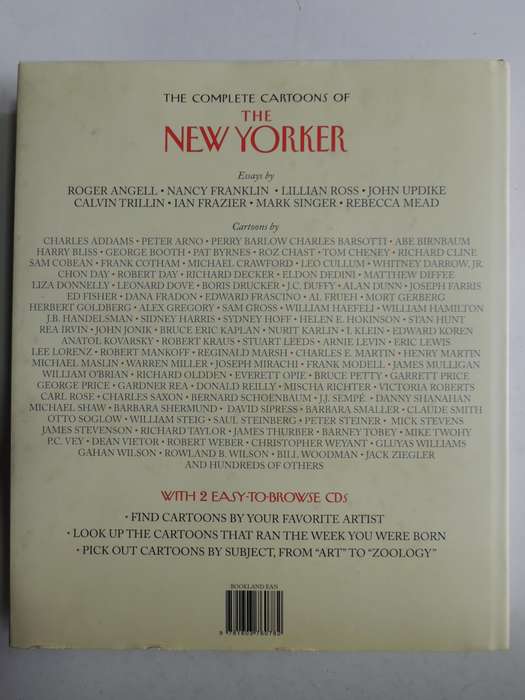 THE COMPLETE CARTOONS OF
THE
NEW YORKER
Essays by
ROGER ANGELL • NANCY FRANKLIN • LILLIAN ROSS • JOHN UPDIKE
CALVIN TRILLIN • IAN FRAZIER • MARK SINGER • REBECCA MEAD
Cartoons by
CHARLES ADDAMS • PETER ARNO • PERRY BARLOW CHARLES BARSOTTI • ABE BIRNBAUM
HARRY BLISS • GEORGE BOOTH • PAT BYRNES • ROZ CHAST • TOM CHENEY • RICHARD CLINE
SAM COBEAN • FRANK COTHAM • MICHAEL CRAWFORD • LEO CULLUM • WHITNEY DARROW, JR.
CHON DAY • ROBERT DAY • RICHARD DECKER • ELDON DEDINI • MATTHEW DIFFEE
LIZA DONNELLY • LEONARD DOVE • BORIS DRUCKER • J.C. DUFFY • ALAN DUNN • JOSEPH FARRIS
ED FISHER • DANA FRADON • EDWARD FRASCINO • AL FRUEH • MORT GERBERG
HERBERT GOLDBERG • ALEX GREGORY • SAM GROSS • WILLIAM HAEFELI • WILLIAM HAMILTON
J.B. HANDELSMAN • SIDNEY HARRIS • SYDNEY HOFF • HELEN E. HOKINSON • STAN HUNT
REA IRVIN • JOHN JONIK • BRUCE ERIC KAPLAN • NURIT KARLIN • I. KLEIN • EDWARD KOREN
ANATOL KOVARSKY • ROBERT KRAUS • STUART LEEDS • ARNIE LEVIN • ERIC LEWIS
LEE LORENZ • ROBERT MANKOFF • REGINALD MARSH • CHARLES E. MARTIN • HENRY MARTIN
MICHAEL MASLIN • WARREN MILLER • JOSEPH MIRACHI • FRANK MODELL • JAMES MULLIGAN
WILLIAM O'BRIAN • RICHARD OLDDEN • EVERETT OPIE • BRUCE PETTY • GARRETT PRICE
GEORGE PRICE • GARDNER REA • DONALD REILLY • MISCHA RICHTER • VICTORIA ROBERTS
CARL ROSE • CHARLES SAXON • BERNARD SCHOENBAUM • J.J. SEMPÉ • DANNY SHANAHAN
MICHAEL SHAW • BARBARA SHERMUND • DAVID SIPRESS • BARBARA SMALLER • CLAUDE SMITH
OTTO SOGLOW • WILLIAM STEIG • SAUL STEINBERG • PETER STEINER • MICK STEVENS
JAMES STEVENSON • RICHARD TAYLOR • JAMES THURBER • BARNEY TOBEY • MIKE TWOHY
P.C. VEY • DEAN VIETOR • ROBERT WEBER • CHRISTOPHER WEYANT • GLUYAS WILLIAMS
GAHAN WILSON • ROWLAND B. WILSON • BILL WOODMAN • JACK ZIEGLER
AND HUNDREDS OF OTHERS
WITH 2 EASY-TO-BROWSE CDS
• FIND CARTOONS BY YOUR FAVORITE ARTIST
• LOOK UP THE CARTOONS THAT RAN THE WEEK YOU WERE BORN
• PICK OUT CARTOONS BY SUBJECT, FROM "ART" TO "ZOOLOGY"
BOOKLAND EAN